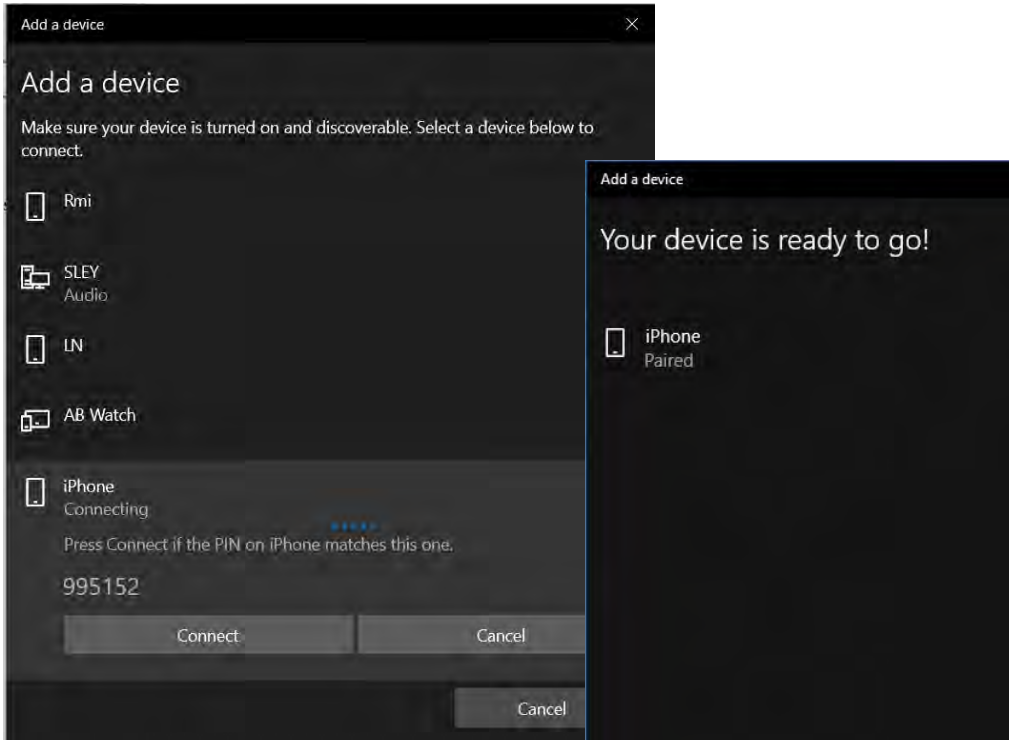 Add a device
Add a device
Make sure your device is turned on and discoverable. Select a device below to
connect.
Rmi
SLEY
Audio
LN
AB Watch
iPhone
Connecting
Press Connect if the PIN on iPhone matches this one.
995152
Connect
Cancel
Cancel
Add a device
Your device is ready to go!
iPhone
Paired